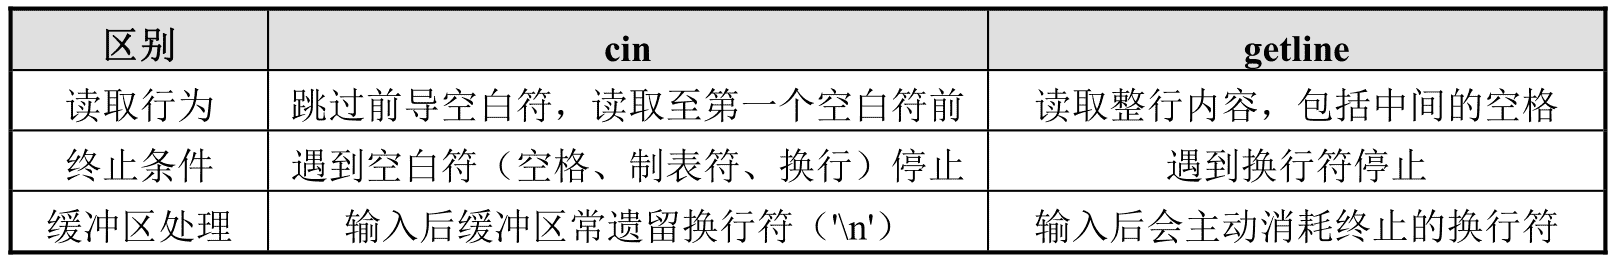 区别 cin getline
读取行为 跳过前导空白符，读取至第一个空白符前 读取整行内容，包括中间的空格
终止条件 遇到空白符（空格、制表符、换行）停止 遇到换行符停止
缓冲区处理 输入后缓冲区常遗留换行符（'\n'） 输入后会主动消耗终止的换行符